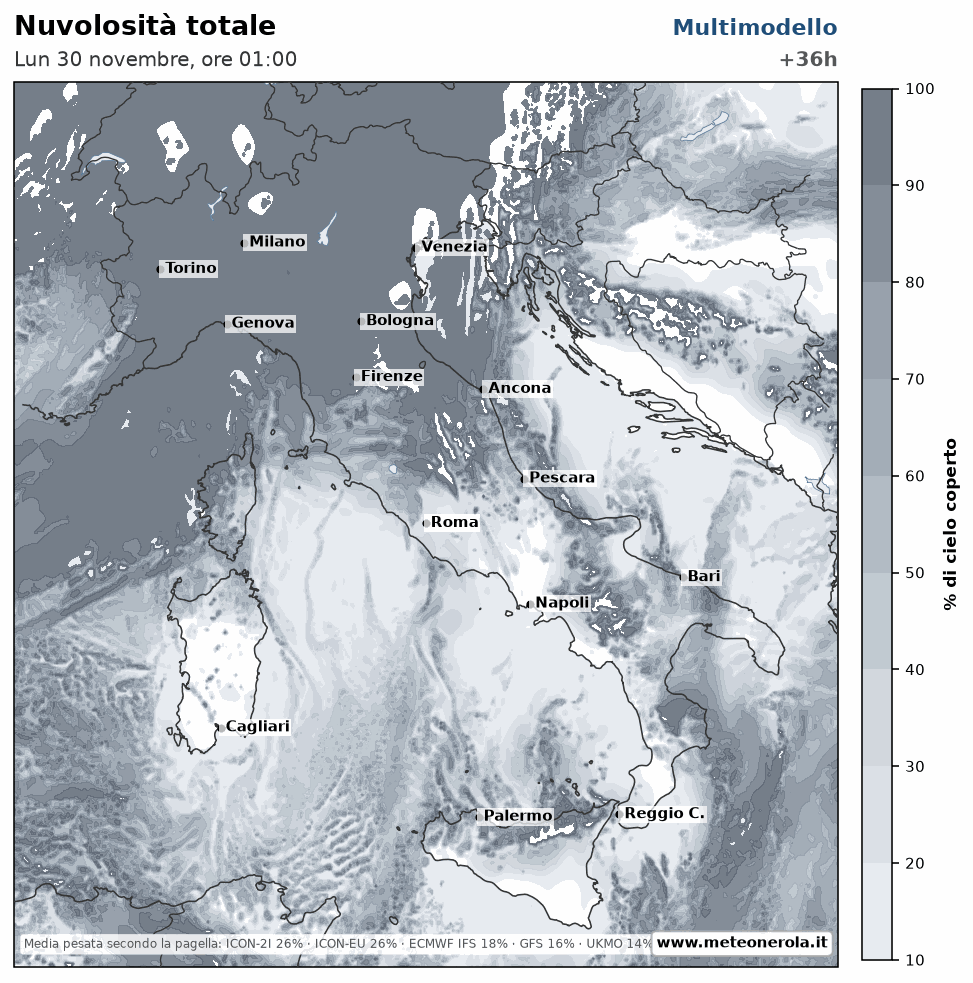 Nuvolosità totale
Multimodello
Lun 30 novembre, ore 01:00
+36h
100
90
80
70
60
50
40
30
20
10
% di cielo coperto
Milano
Venezia
Torino
Genova
Bologna
Firenze
Ancona
Pescara
Roma
Bari
Napoli
Cagliari
Palermo
Reggio C.
Media pesata secondo la pagella: ICON-2I 26% · ICON-EU 26% · ECMWF IFS 18% · GFS 16% · UKMO 14%
www.meteonerola.it